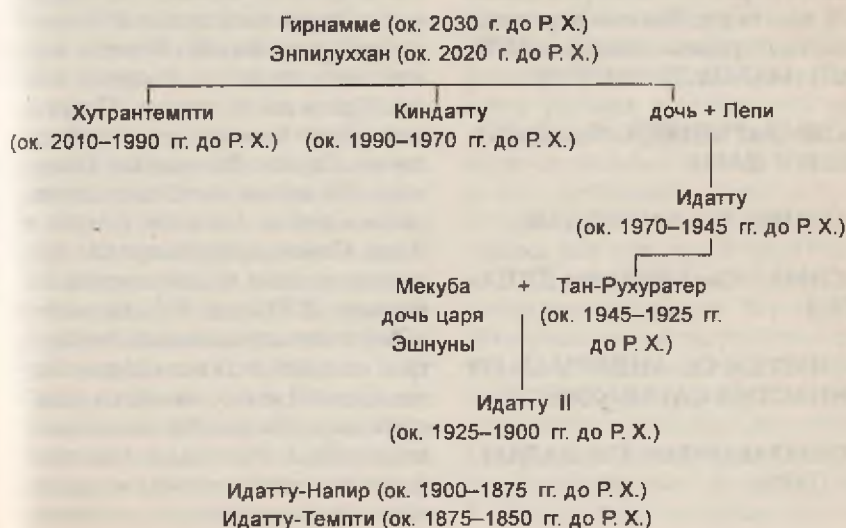 Гирнамме (ок. 2030 г. до Р. Х.)
Энпилуххан (ок. 2020 г. до Р. Х.)
Хутрантемпти Киндатту дочь + Лепи
(ок. 2010–1990 гг. до Р. Х.) (ок. 1990–1970 гг. до Р. Х.)
Идатту
(ок. 1970–1945 гг. до Р. Х.)
Мекуба + Тан-Рухуратер
дочь царя (ок. 1945–1925 гг.
Эшнуны до Р. Х.)
Идатту II
(ок. 1925–1900 гг. до Р. Х.)
Идатту-Напир (ок. 1900–1875 гг. до Р. Х.)
Идатту-Темпти (ок. 1875–1850 гг. до Р. Х.)